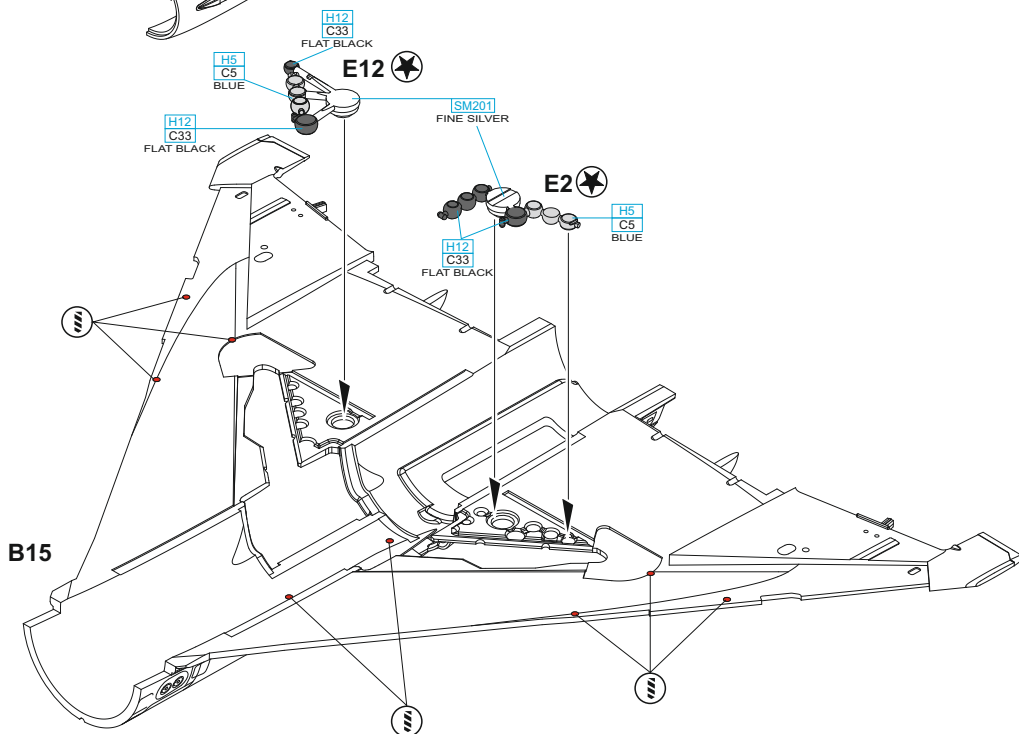 H12
C33
FLAT BLACK
E12
H5
C5
BLUE
H12
C33
FLAT BLACK
SM201
FINE SILVER
E2
H5
C5
BLUE
H12
C33
FLAT BLACK
B15